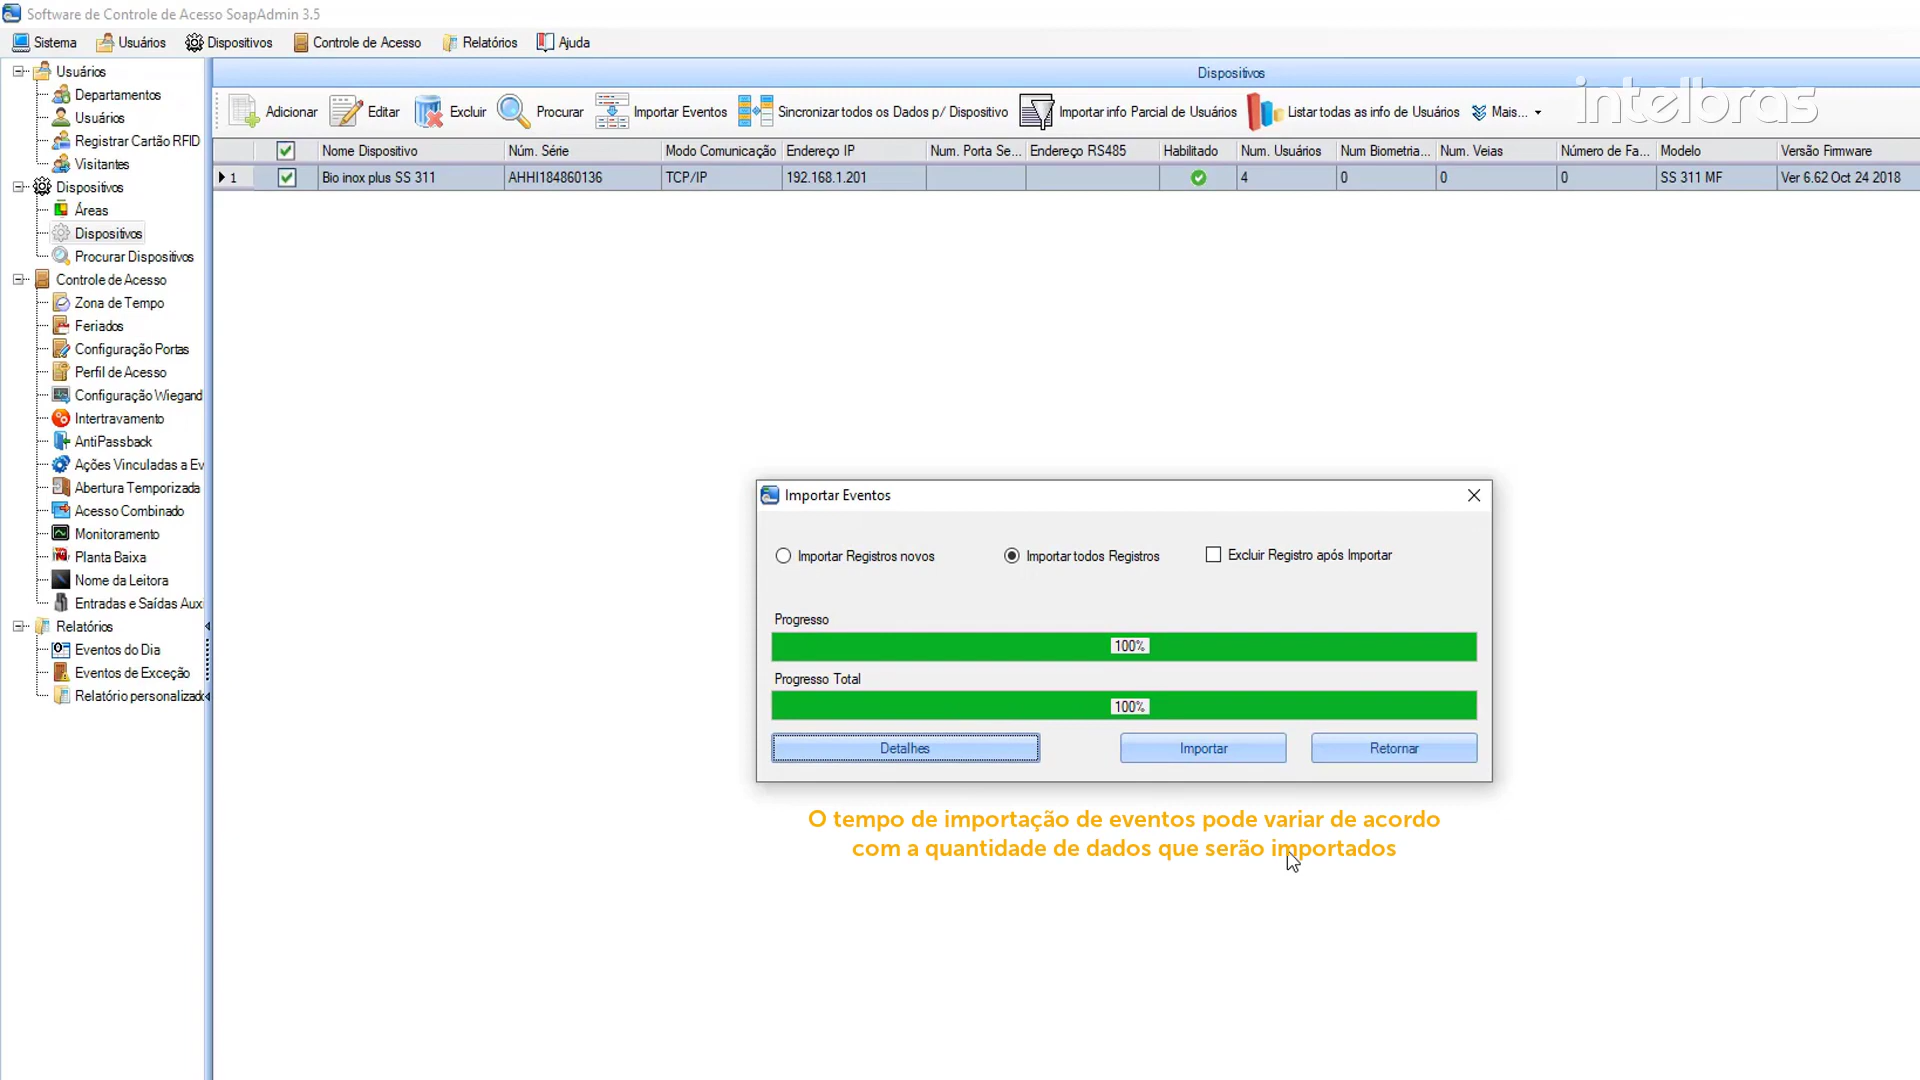 Software de Controle de Acesso SoapAdmin 3.5
Sistema Usuários Dispositivos Controle de Acesso Relatórios Ajuda
Usuários
Departamentos
Usuários
Registrar Cartão RFID
Visitantes
Dispositivos
Áreas
Dispositivos
Procurar Dispositivos
Controle de Acesso
Zona de Tempo
Feriados
Configuração Portas
Perfil de Acesso
Configuração Wiegand
Intertravamento
AntiPassback
Ações Vinculadas a Ev
Abertura Temporizada
Acesso Combinado
Monitoramento
Planta Baixa
Nome da Leitora
Entradas e Saídas Aux
Relatórios
Eventos do Dia
Eventos de Exceção
Relatório personalizado
Dispositivos
Adicionar Editar Excluir Procurar Importar Eventos Sincronizar todos os Dados p/ Dispositivo Importar info Parcial de Usuários Listar todas as info de Usuários Mais...
intelbras
Nome Dispositivo Núm. Série Modo Comunicação Endereço IP Num. Porta Se... Endereço RS485 Habilitado Num. Usuários Num Biometria... Num. Veias Número de Fa... Modelo Versão Firmware
1 Bio inox plus SS 311 AHHI184860136 TCP/IP 192.168.1.201 4 0 0 0 SS 311 MF Ver 6.62 Oct 24 2018
Importar Eventos
Importar Registros novos Importar todos Registros Excluir Registro após Importar
Progresso
100%
Progresso Total
100%
Detalhes Importar Retornar
O tempo de importação de eventos pode variar de acordo
com a quantidade de dados que serão importados